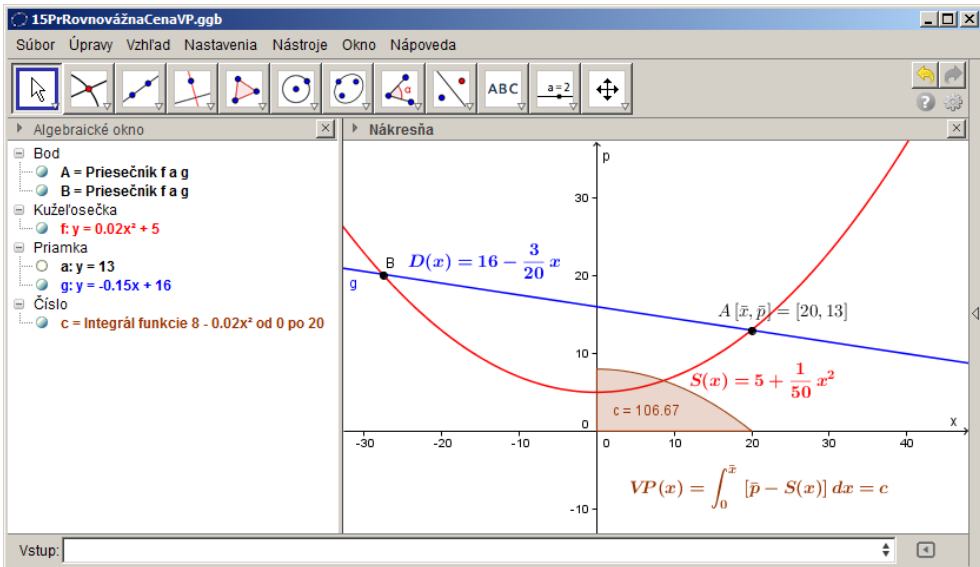 15PrRovnovážnaCenaVP.ggb
Súbor Úpravy Vzhľad Nastavenia Nástroje Okno Nápoveda
ABC
a=2
α
Algebraické okno
Bod
A = Priesečník f a g
B = Priesečník f a g
Kužeľosečka
f: y = 0.02x² + 5
Priamka
a: y = 13
g: y = -0.15x + 16
Číslo
c = Integrál funkcie 8 - 0.02x² od 0 po 20
Nákresňa
p
30
B D(x) = 16 − 3/20 x
20
g
A [x̄, p̄] = [20, 13]
10
S(x) = 5 + 1/50 x²
c = 106.67
0
x
-30 -20 -10 0 10 20 30 40
VP(x) = ∫₀^x̄ [p̄ − S(x)] dx = c
-10
Vstup: